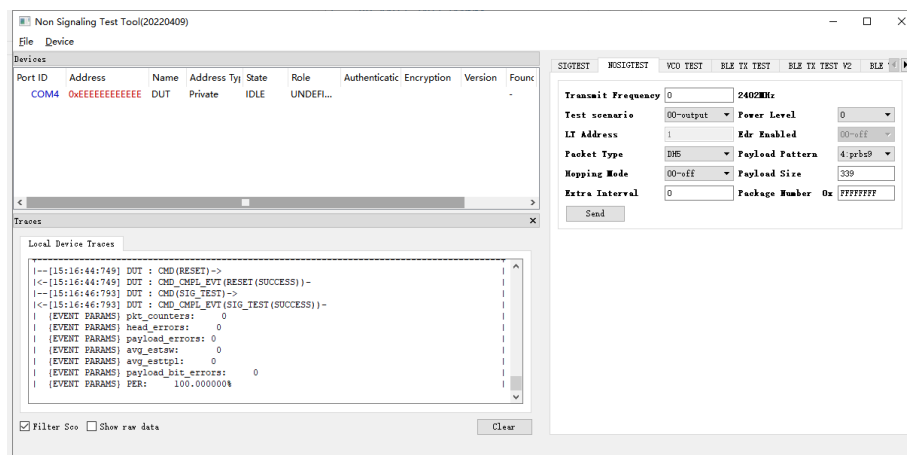 Non Signaling Test Tool(20220409)
File Device
Devices
Port ID Address Name Address Typ State Role Authenticatic Encryption Version Founc
COM4 0xEEEEEEEEEEEE DUT Private IDLE UNDEFI... -
Traces
Local Device Traces
|--[15:16:44:749] DUT : CMD(RESET)->
|<-[15:16:44:749] DUT : CMD_CMPL_EVT(RESET(SUCCESS))-
|--[15:16:46:793] DUT : CMD(SIG_TEST)->
|<-[15:16:46:793] DUT : CMD_CMPL_EVT(SIG_TEST(SUCCESS))-
| {EVENT PARAMS} pkt_counters: 0
| {EVENT PARAMS} head_errors: 0
| {EVENT PARAMS} payload_errors: 0
| {EVENT PARAMS} avg_estsw: 0
| {EVENT PARAMS} avg_esttpl: 0
| {EVENT PARAMS} payload_bit_errors: 0
| {EVENT PARAMS} PER: 100.000000%
Filter Sco Show raw data Clear
SIGTEST NOSIGTEST VCO TEST BLE TX TEST BLE TX TEST V2 BLE
Transmit Frequency 0 2402MHz
Test scenario 00-output Power Level 0
LT Address 1 Edr Enabled 00-off
Packet Type DH5 Payload Pattern 4:prbs9
Hopping Mode 00-off Payload Size 339
Extra Interval 0 Package Number 0x FFFFFFFF
Send